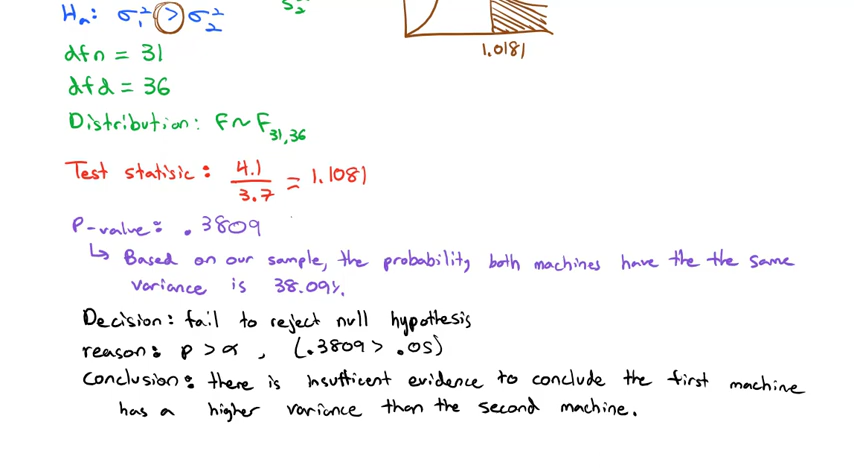 Hₐ: σ₁² > σ₂²
S₂²
1.0181
dfn = 31
dfd = 36
Distribution: F ~ F₃₁,₃₆
Test statisic: 4.1/3.7 = 1.1081
P-value: .3809
↳ Based on our sample, the probability both machines have the the same
variance is 38.09%.
Decision: fail to reject null hypothesis
reason: p > α, (.3809 > .05)
Conclusion: there is insufficent evidence to conclude the first machine
has a higher variance than the second machine.